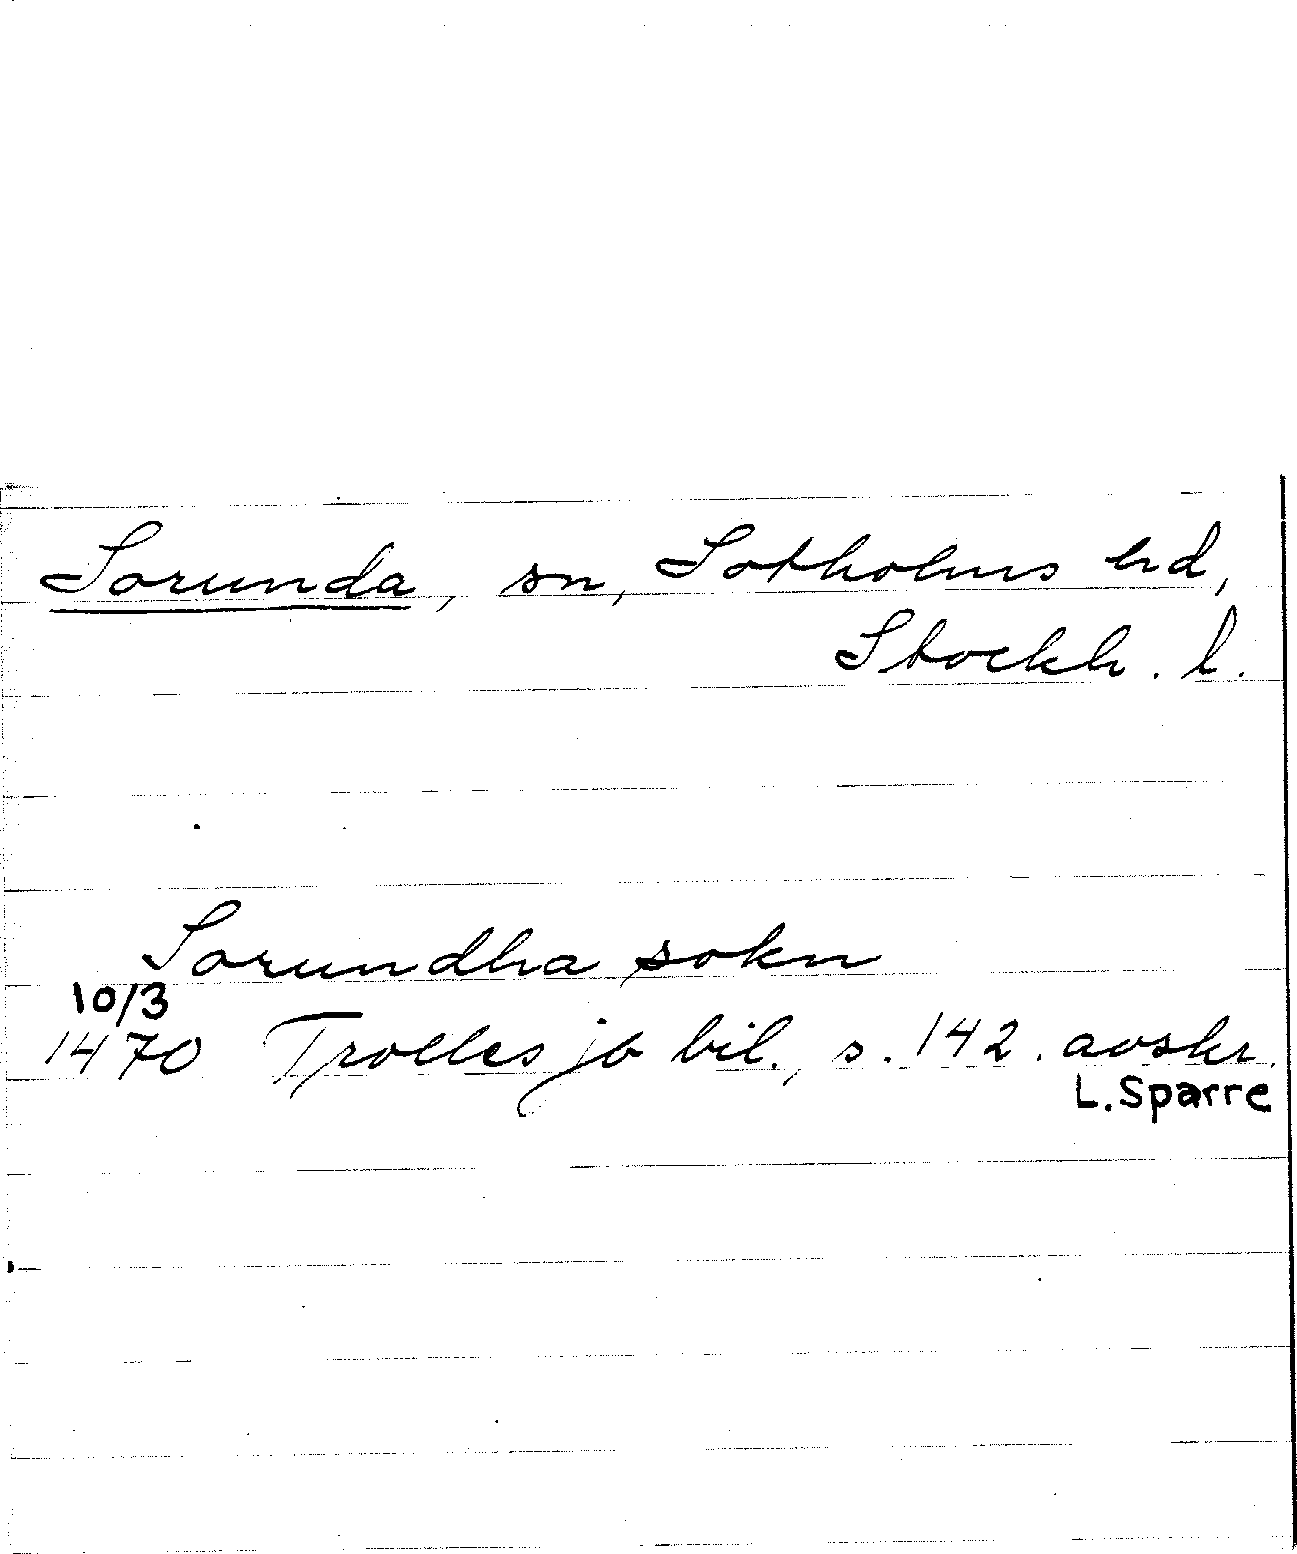 Sorunda, sn, Sotholms hd,
Stockh. l.
Sorundha sokn
10/3
1470 Trolles jb bil., s. 142. avskr.
L. Sparre